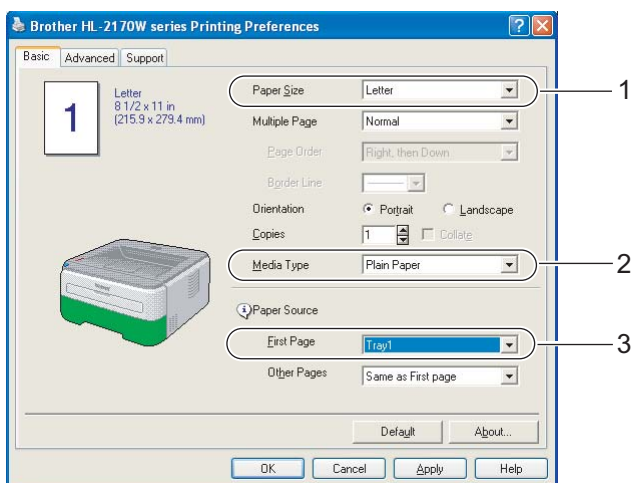 Brother HL-2170W series Printing Preferences
Basic Advanced Support
1
Letter
8 1/2 x 11 in
(215.9 x 279.4 mm)
Paper Size Letter 1
Multiple Page Normal
Page Order Right, then Down
Border Line
Orientation Portrait Landscape
Copies 1 Collate
Media Type Plain Paper 2
Paper Source
First Page Tray1 3
Other Pages Same as First page
Default About...
OK Cancel Apply Help